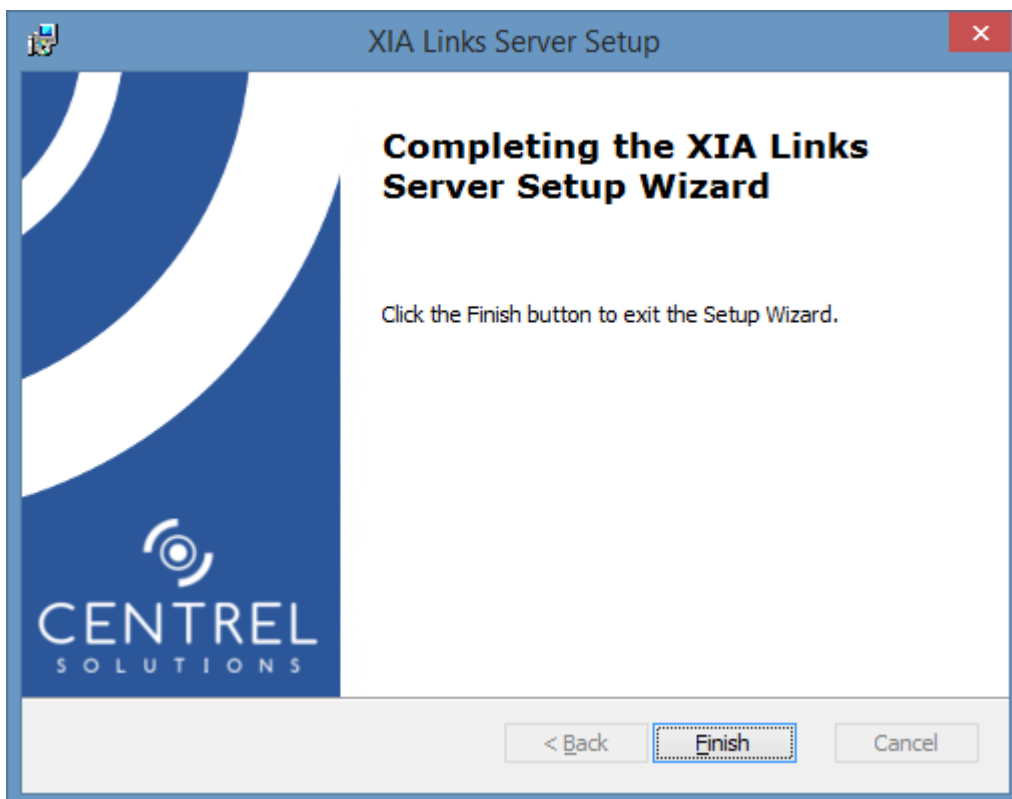 XIA Links Server Setup
Completing the XIA Links
Server Setup Wizard
Click the Finish button to exit the Setup Wizard.
CENTREL
SOLUTIONS
< Back
Finish
Cancel